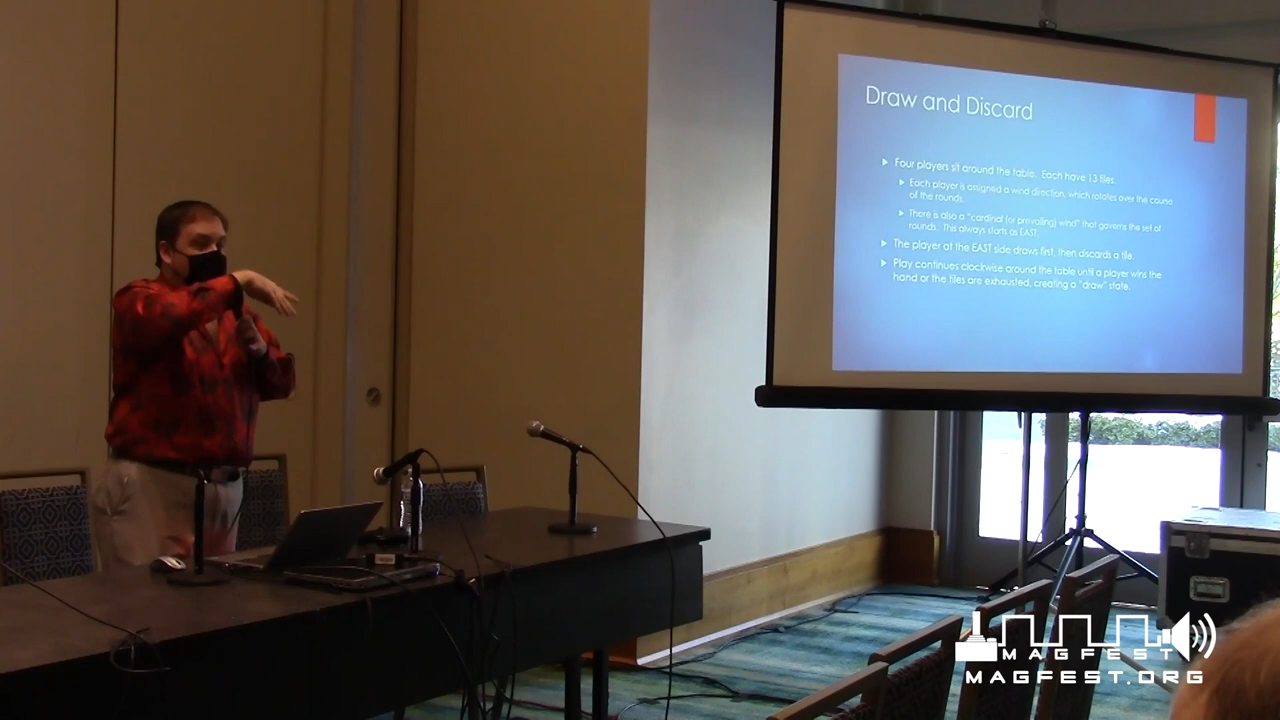 Draw and Discard
Four players sit around the table. Each have 13 tiles.
Each player is assigned a wind direction, which rotates over the course
of the rounds.
There is also a "cardinal (or prevailing) wind" that governs the set of
rounds. This always starts as EAST.
The player at the EAST side draws first, then discards a tile.
Play continues clockwise around the table until a player wins the
hand or the tiles are exhausted, creating a "draw" state.
MAGFEST
MAGFEST.ORG